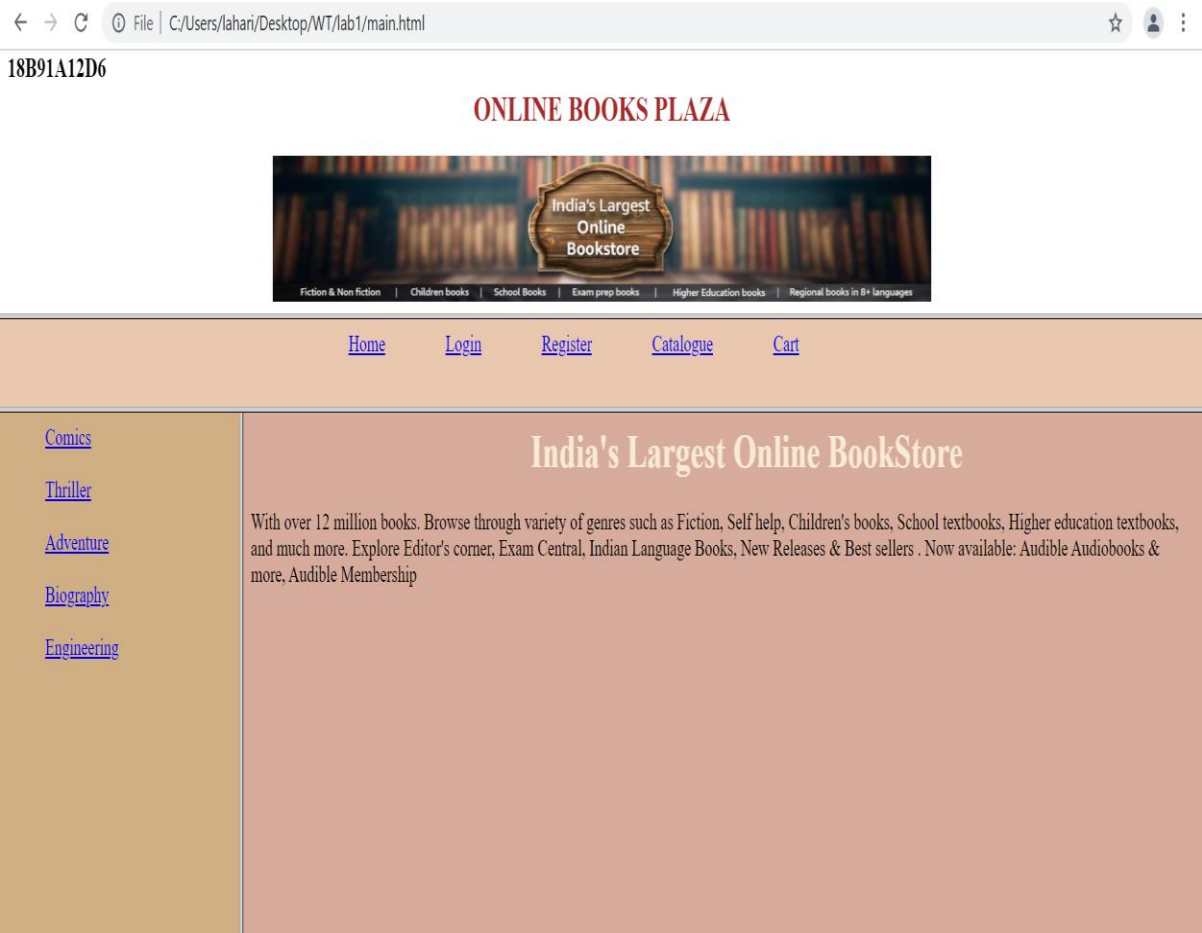 File | C:/Users/lahari/Desktop/WT/lab1/main.html
18B91A12D6
ONLINE BOOKS PLAZA
India's Largest
Online
Bookstore
Fiction & Non fiction | Children books | School Books | Exam prep books | Higher Education books | Regional books in 8+ languages
Home Login Register Catalogue Cart
Comics
Thriller
Adventure
Biography
Engineering
India's Largest Online BookStore
With over 12 million books. Browse through variety of genres such as Fiction, Self help, Children's books, School textbooks, Higher education textbooks,
and much more. Explore Editor's corner, Exam Central, Indian Language Books, New Releases & Best sellers . Now available: Audible Audiobooks &
more, Audible Membership